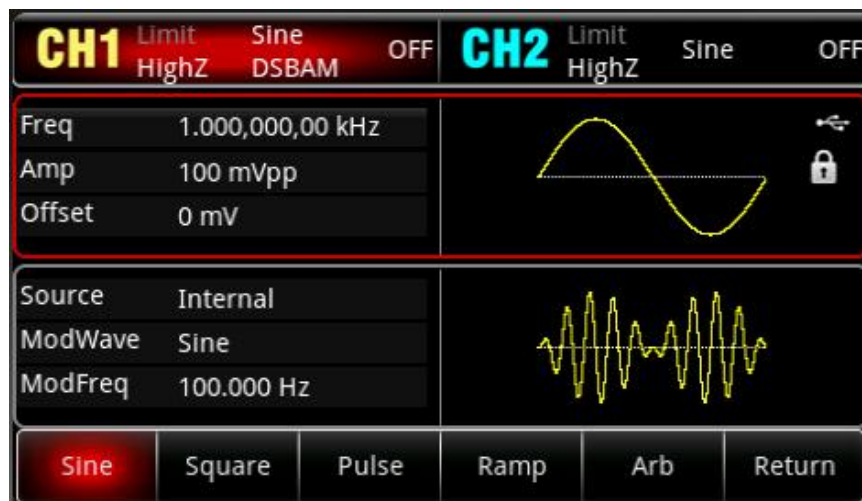 CH1 Limit Sine OFF CH2 Limit Sine OFF
HighZ DSBAM HighZ
Freq 1.000,000,00 kHz
Amp 100 mVpp
Offset 0 mV
Source Internal
ModWave Sine
ModFreq 100.000 Hz
Sine Square Pulse Ramp Arb Return